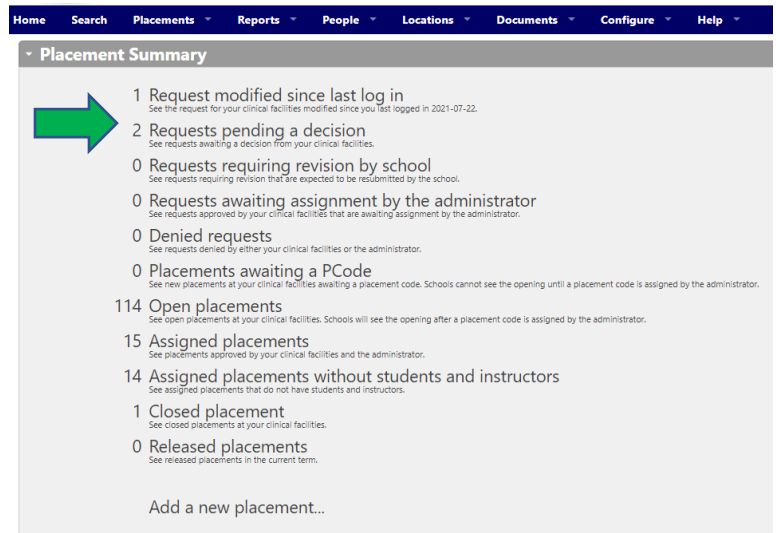 Home Search Placements Reports People Locations Documents Configure Help
Placement Summary
1 Request modified since last log in
See the request for your clinical facilities modified since you last logged in 2021-07-22.
2 Requests pending a decision
See requests awaiting a decision from your clinical facilities.
0 Requests requiring revision by school
See requests requiring revision that are expected to be resubmitted by the school.
0 Requests awaiting assignment by the administrator
See requests approved by your clinical facilities that are awaiting assignment by the administrator.
0 Denied requests
See requests denied by either your clinical facilities or the administrator.
0 Placements awaiting a PCode
See new placements at your clinical facilities awaiting a placement code. Schools cannot see the opening until a placement code is assigned by the administrator.
114 Open placements
See open placements at your clinical facilities. Schools will see the opening after a placement code is assigned by the administrator.
15 Assigned placements
See placements approved by your clinical facilities and the administrator.
14 Assigned placements without students and instructors
See assigned placements that do not have students and instructors.
1 Closed placement
See closed placements at your clinical facilities.
0 Released placements
See released placements in the current term.
Add a new placement...